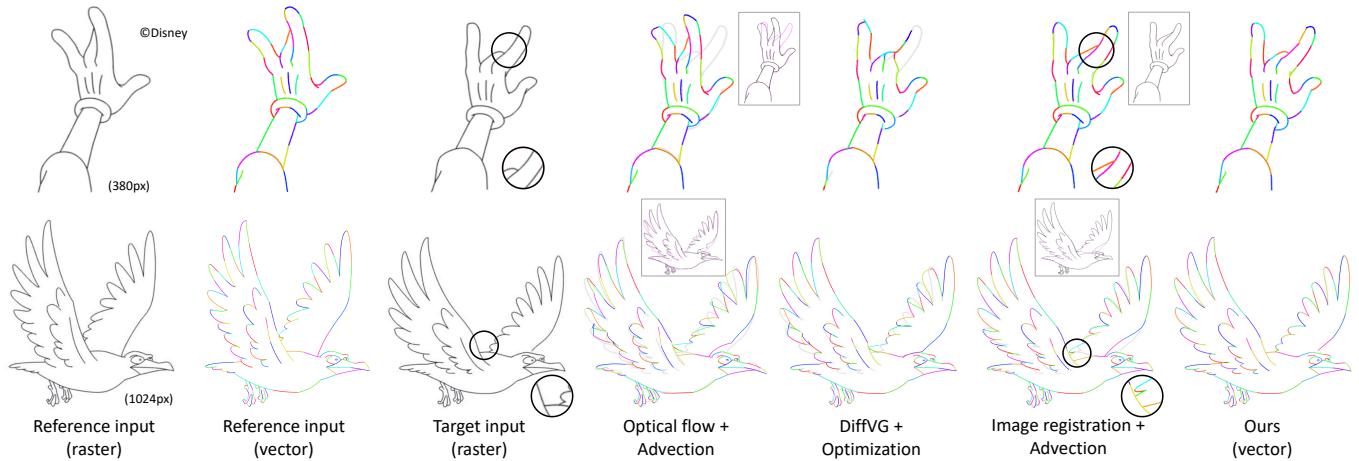 ©Disney
(380px)
(1024px)
Reference input
(raster)
Reference input
(vector)
Target input
(raster)
Optical flow +
Advection
DiffVG +
Optimization
Image registration +
Advection
Ours
(vector)